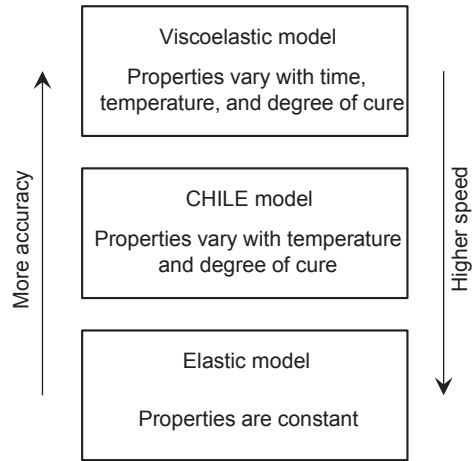 Viscoelastic model
Properties vary with time,
temperature, and degree of cure
More accuracy
CHILE model
Properties vary with temperature
and degree of cure
Higher speed
Elastic model
Properties are constant